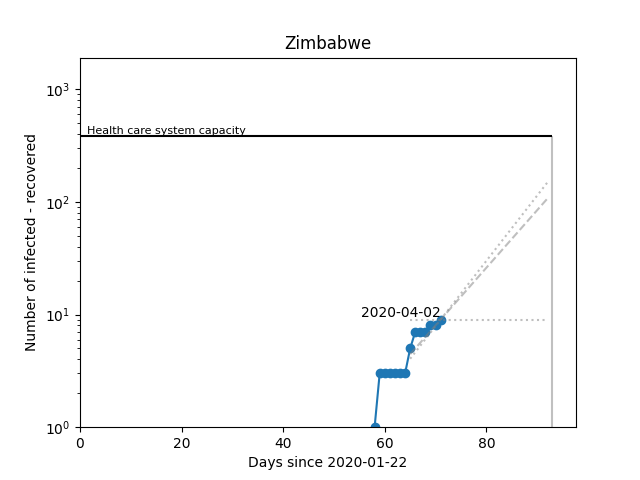 Zimbabwe
Number of infected - recovered
10³
10²
10¹
10⁰
Health care system capacity
2020-04-02
0 20 40 60 80
Days since 2020-01-22